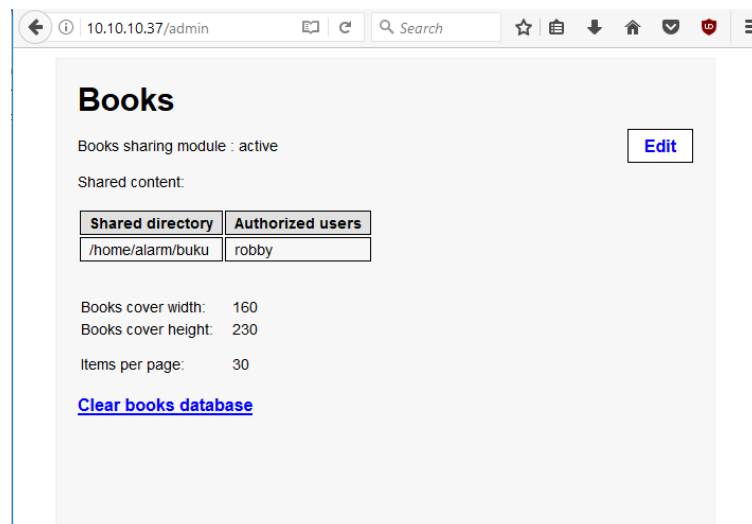 10.10.10.37/admin
Search
Books
Books sharing module : active
Edit
Shared content:
Shared directory Authorized users
/home/alarm/buku robby
Books cover width: 160
Books cover height: 230
Items per page: 30
Clear books database